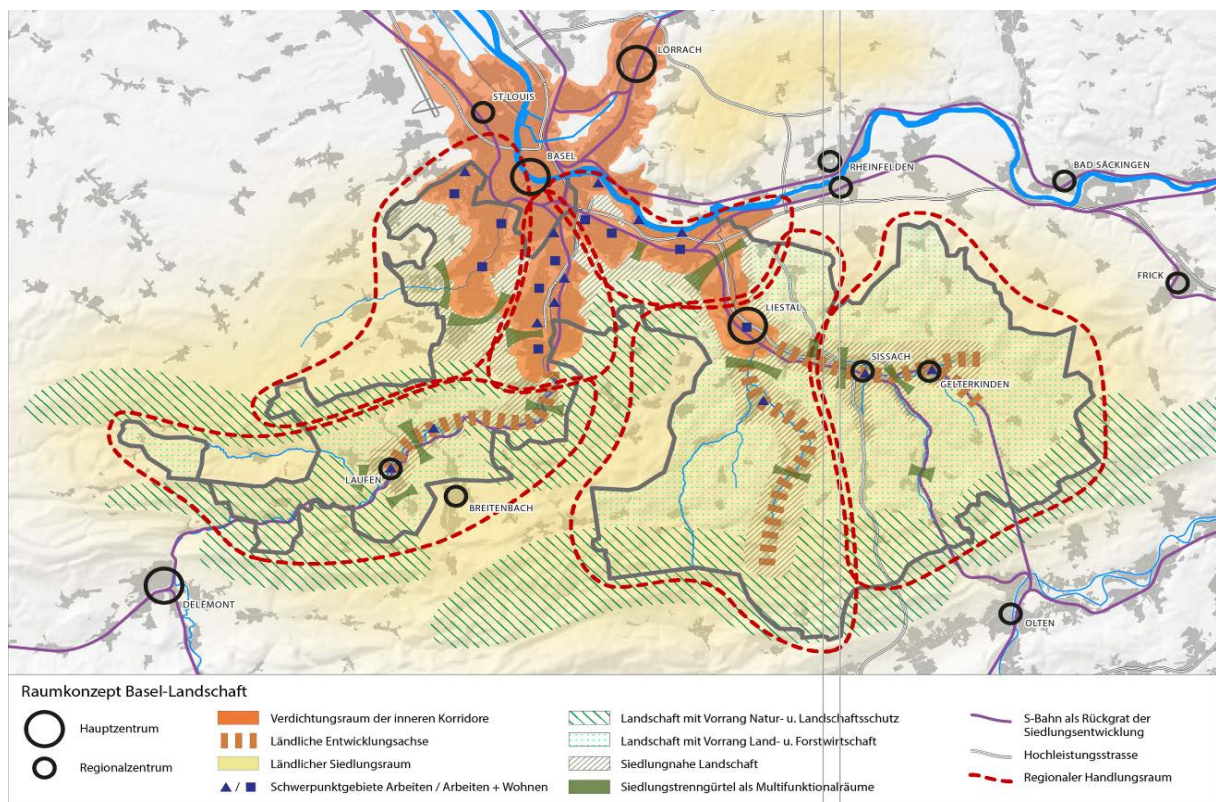 LÖRRACH
ST-LOUIS
BASEL
RHEINFELDEN
BAD SÄCKINGEN
FRICK
LIESTAL
SISSACH
GELTERKINDEN
LAUFEN
BREITENBACH
DELÉMONT
OLTEN
Raumkonzept Basel-Landschaft
Hauptzentrum
Regionalzentrum
Verdichtungsraum der inneren Korridore
Ländliche Entwicklungsachse
Ländlicher Siedlungsraum
/
Schwerpunktgebiete Arbeiten / Arbeiten + Wohnen
Landschaft mit Vorrang Natur- u. Landschaftsschutz
Landschaft mit Vorrang Land- u. Forstwirtschaft
Siedlungnahe Landschaft
Siedlungstrenngürtel als Multifunktionalräume
S-Bahn als Rückgrat der
Siedlungsentwicklung
Hochleistungsstrasse
Regionaler Handlungsraum